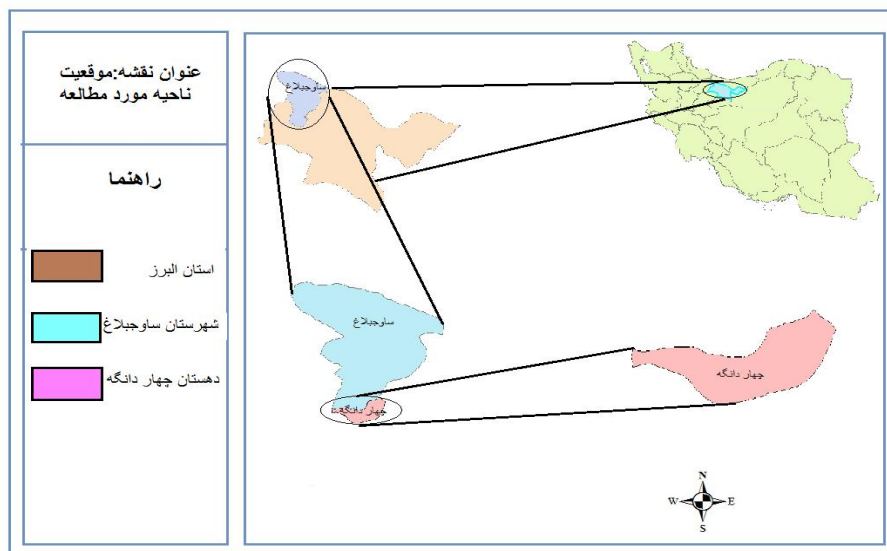 عنوان نقشه:موقعیت
ناحیه مورد مطالعه
راهنما
استان البرز
شهرستان ساوجبلاغ
دهستان چهار دانگه
ساوجبلاغ
ساوجبلاغ
چهار دانگه
چهار دانگه
N
W
E
S